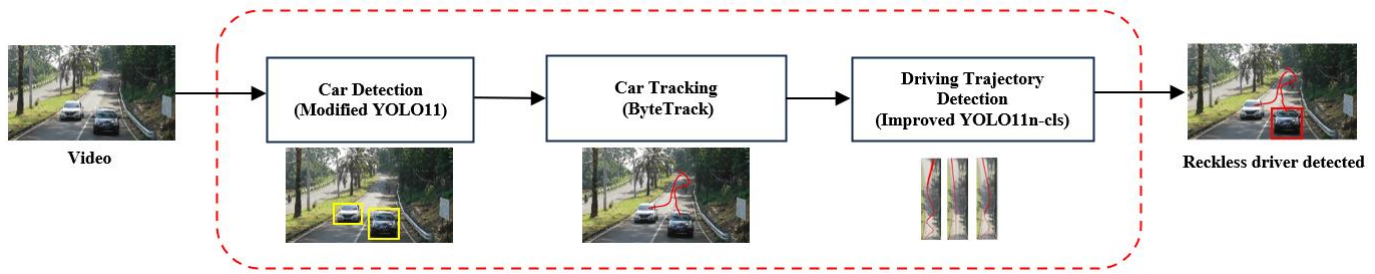 Video
Car Detection
(Modified YOLO11)
Car Tracking
(ByteTrack)
Driving Trajectory
Detection
(Improved YOLO11n-cls)
Reckless driver detected